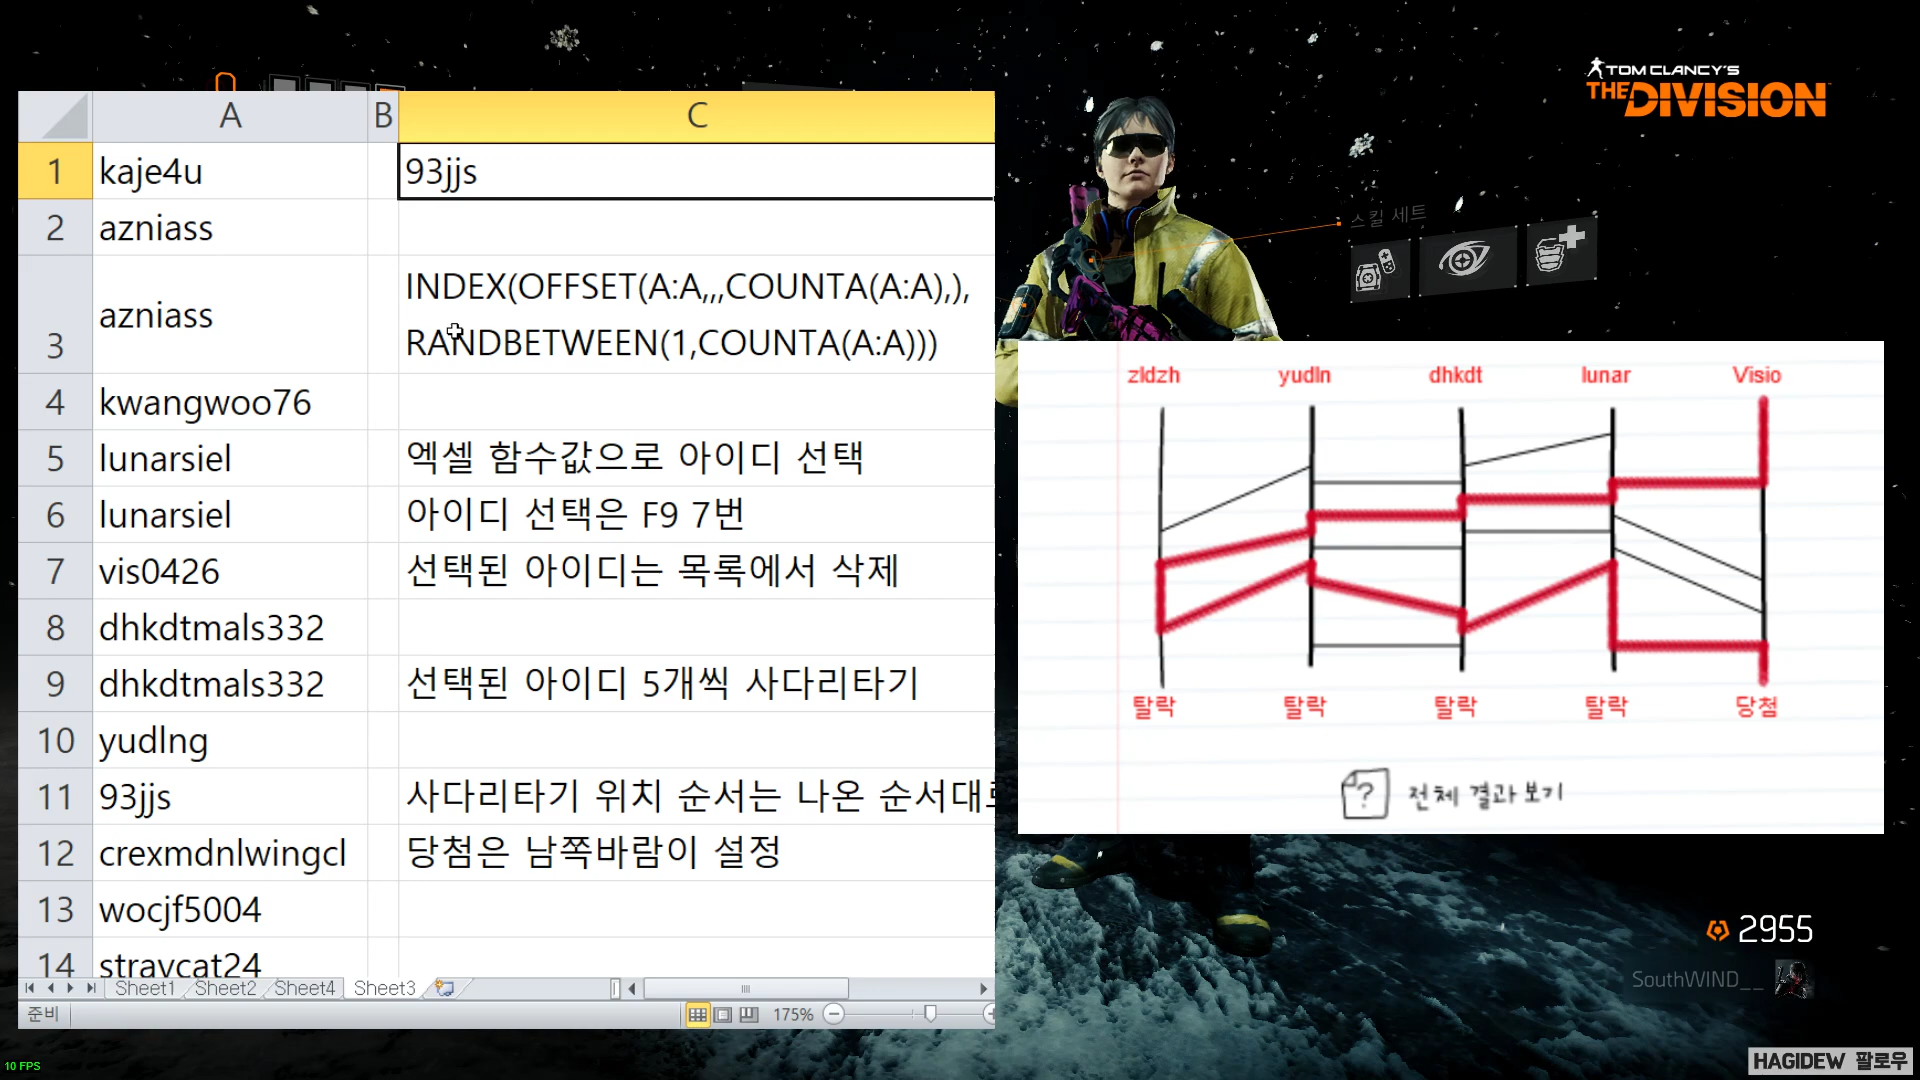 TOM CLANCY'S
THE DIVISION
A B C
1 kaje4u 93jjs
2 azniass
3 azniass INDEX(OFFSET(A:A,,,COUNTA(A:A),),
RANDBETWEEN(1,COUNTA(A:A)))
4 kwangwoo76
5 lunarsiel 엑셀 함수값으로 아이디 선택
6 lunarsiel 아이디 선택은 F9 7번
7 vis0426 선택된 아이디는 목록에서 삭제
8 dhkdtmals332
9 dhkdtmals332 선택된 아이디 5개씩 사다리타기
10 yudlng
11 93jjs 사다리타기 위치 순서는 나온 순서대로
12 crexmdnlwingcl 당첨은 남쪽바람이 설정
13 wocjf5004
14 straycat24
Sheet1 Sheet2 Sheet4 Sheet3
준비 175%
스킬 세트
zldzh yudln dhkdt lunar Visio
탈락 탈락 탈락 탈락 당첨
? 전체 결과 보기
2955
SouthWIND__
10 FPS
HAGIDEW 팔로우